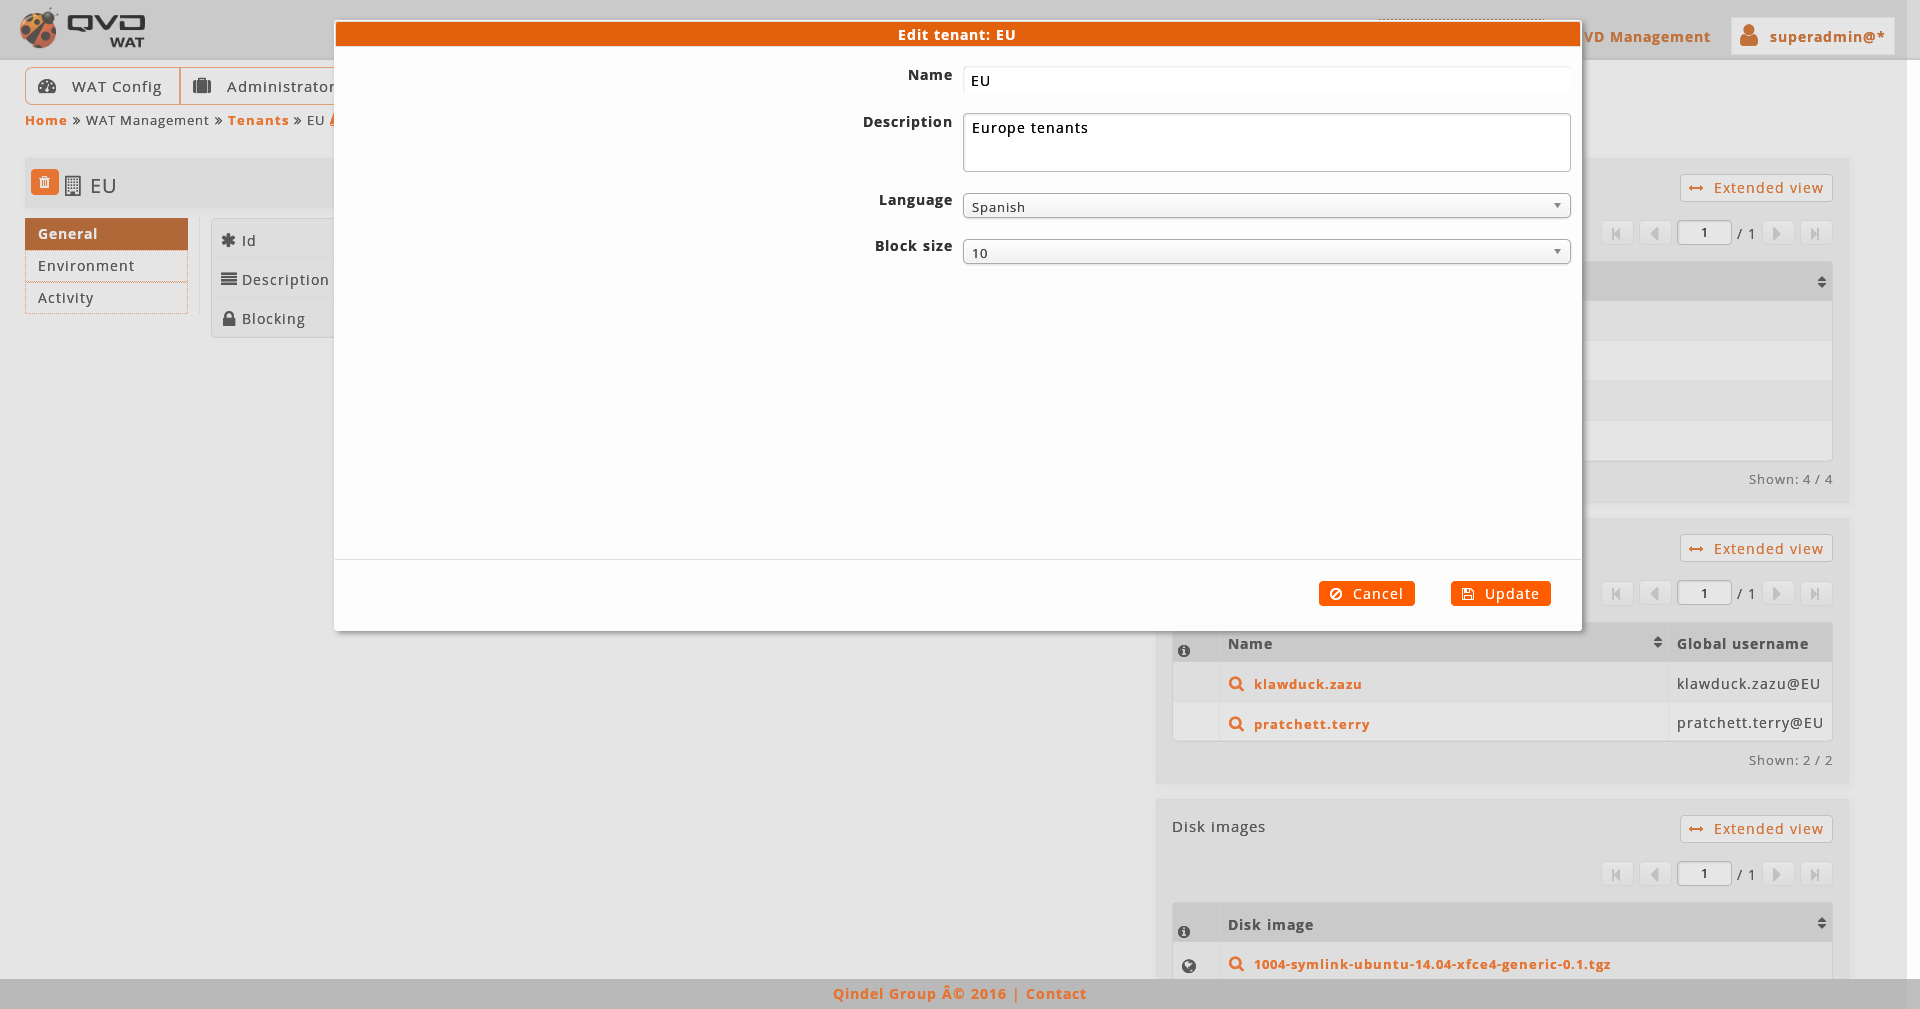 QVD
WAT
VD Management
superadmin@*
Edit tenant: EU
Name
EU
Description
Europe tenants
Language
Spanish
Block size
10
Cancel
Update
WAT Config
Administrator
Home » WAT Management » Tenants » EU
EU
General
Environment
Activity
Id
Description
Blocking
Extended view
1 / 1
Shown: 4 / 4
Extended view
1 / 1
Name
Global username
klawduck.zazu
klawduck.zazu@EU
pratchett.terry
pratchett.terry@EU
Shown: 2 / 2
Disk images
Extended view
1 / 1
Disk image
1004-symlink-ubuntu-14.04-xfce4-generic-0.1.tgz
Qindel Group Â© 2016 | Contact